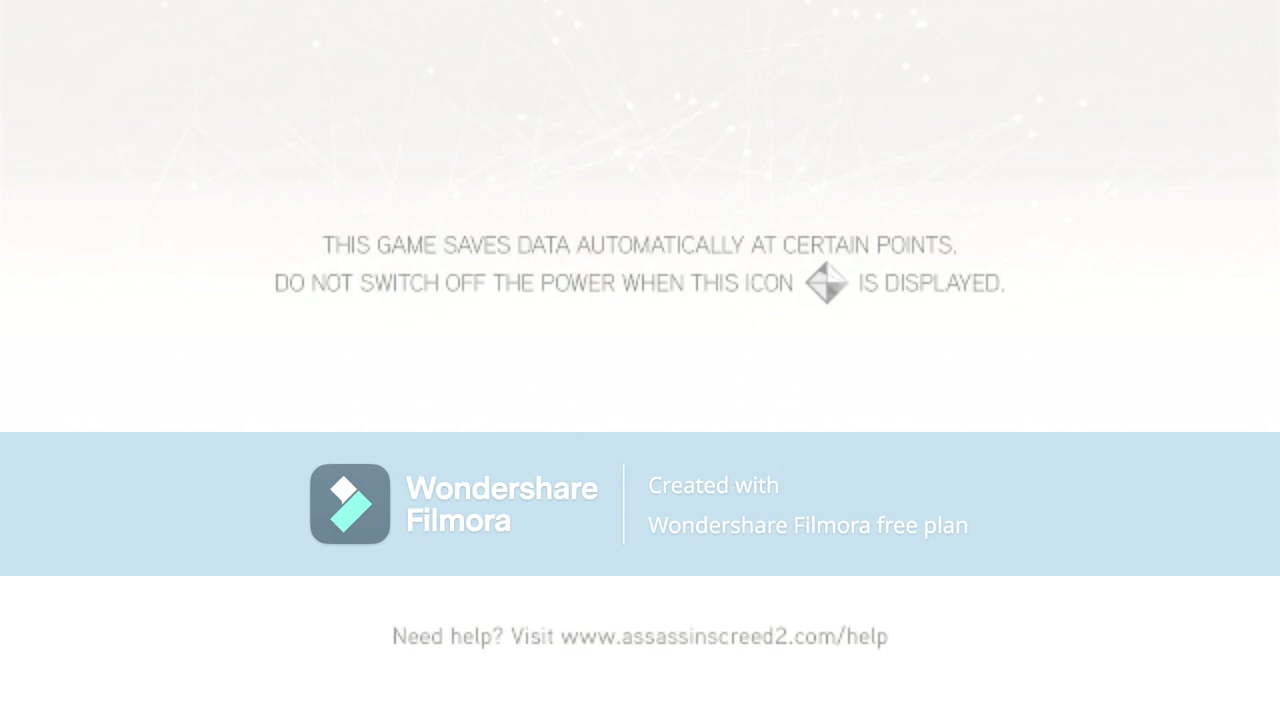 THIS GAME SAVES DATA AUTOMATICALLY AT CERTAIN POINTS.
DO NOT SWITCH OFF THE POWER WHEN THIS ICON IS DISPLAYED.
Wondershare
Filmora
Created with
Wondershare Filmora free plan
Need help? Visit www.assassinscreed2.com/help